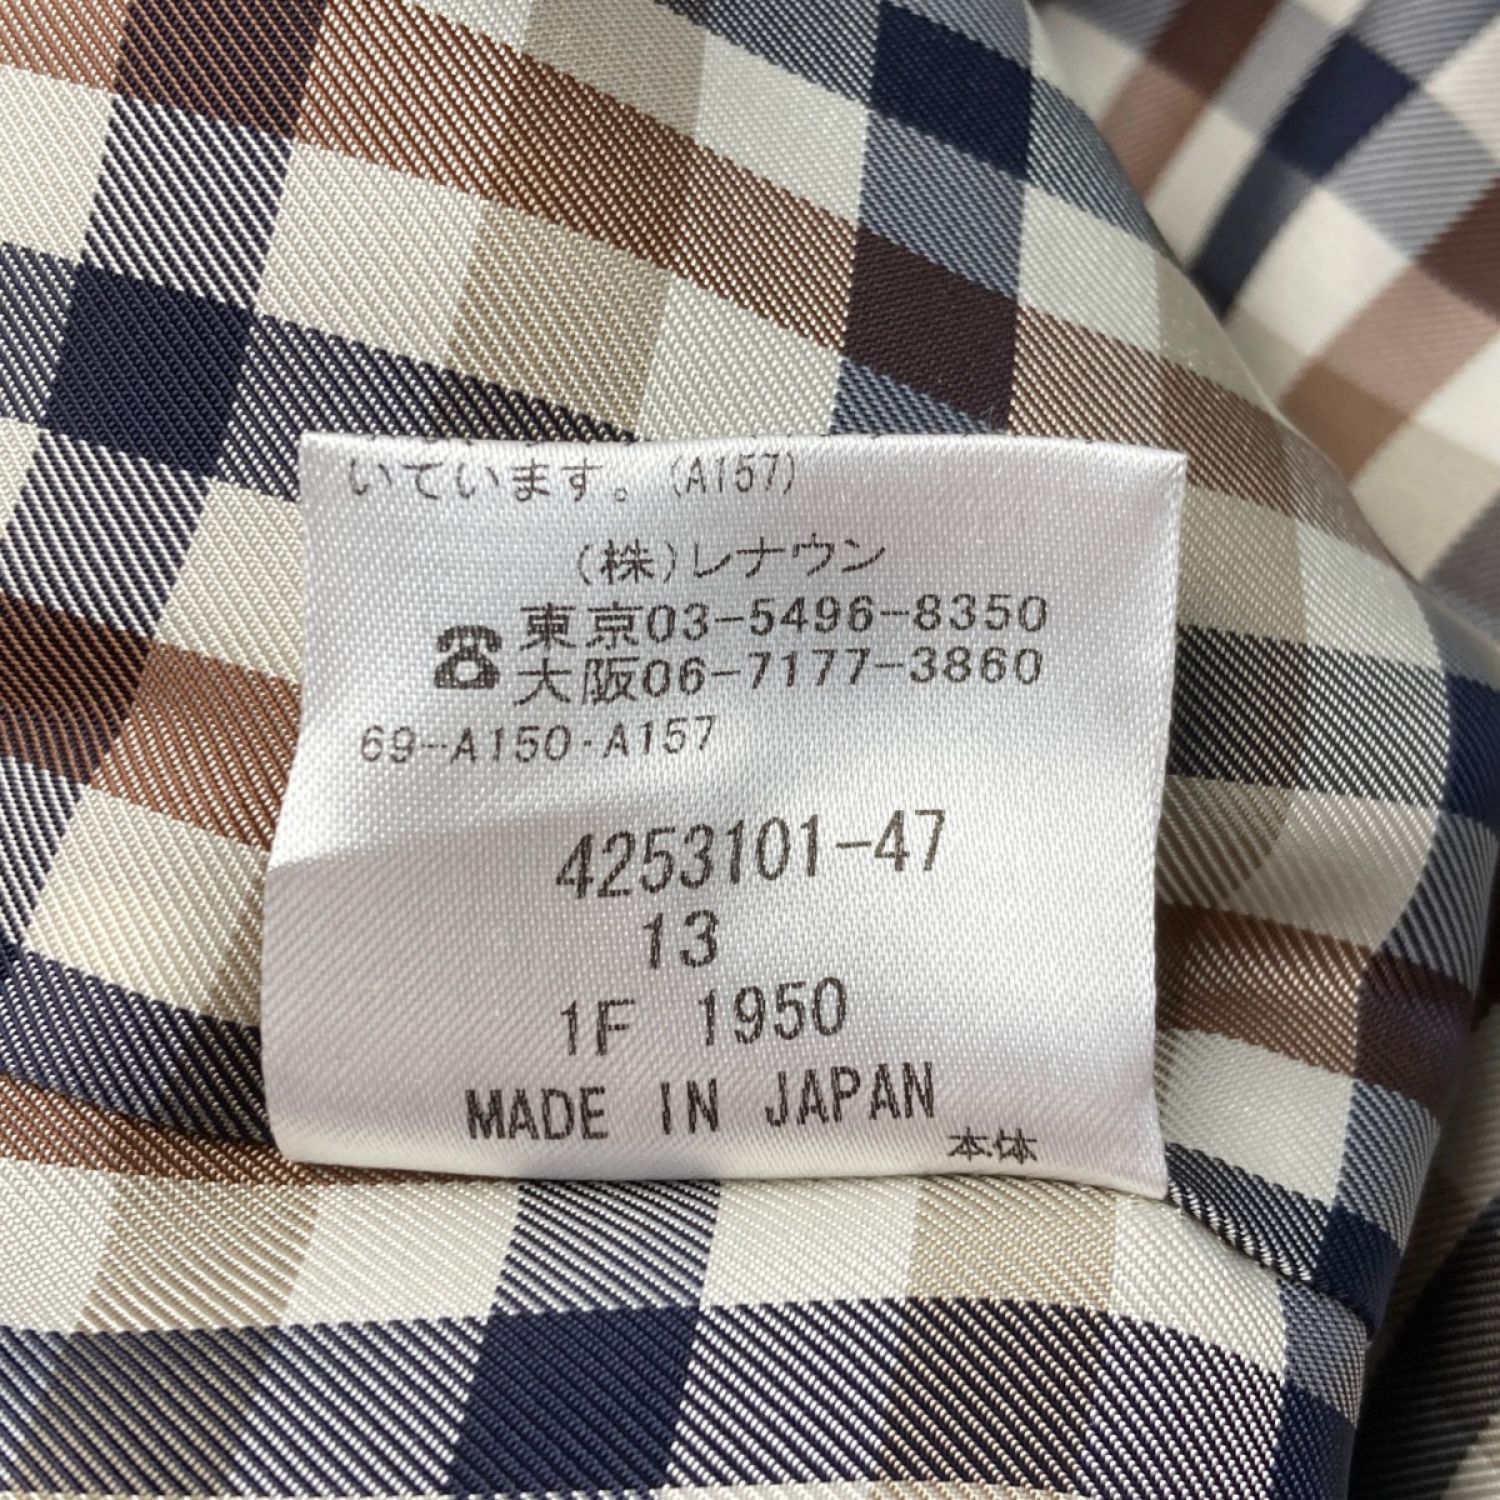 いています。(A157)
(株)レナウン
☎東京03-5496-8350
大阪06-7177-3860
69-A150・A157
4253101-47
13
1F 1950
MADE IN JAPAN
本体